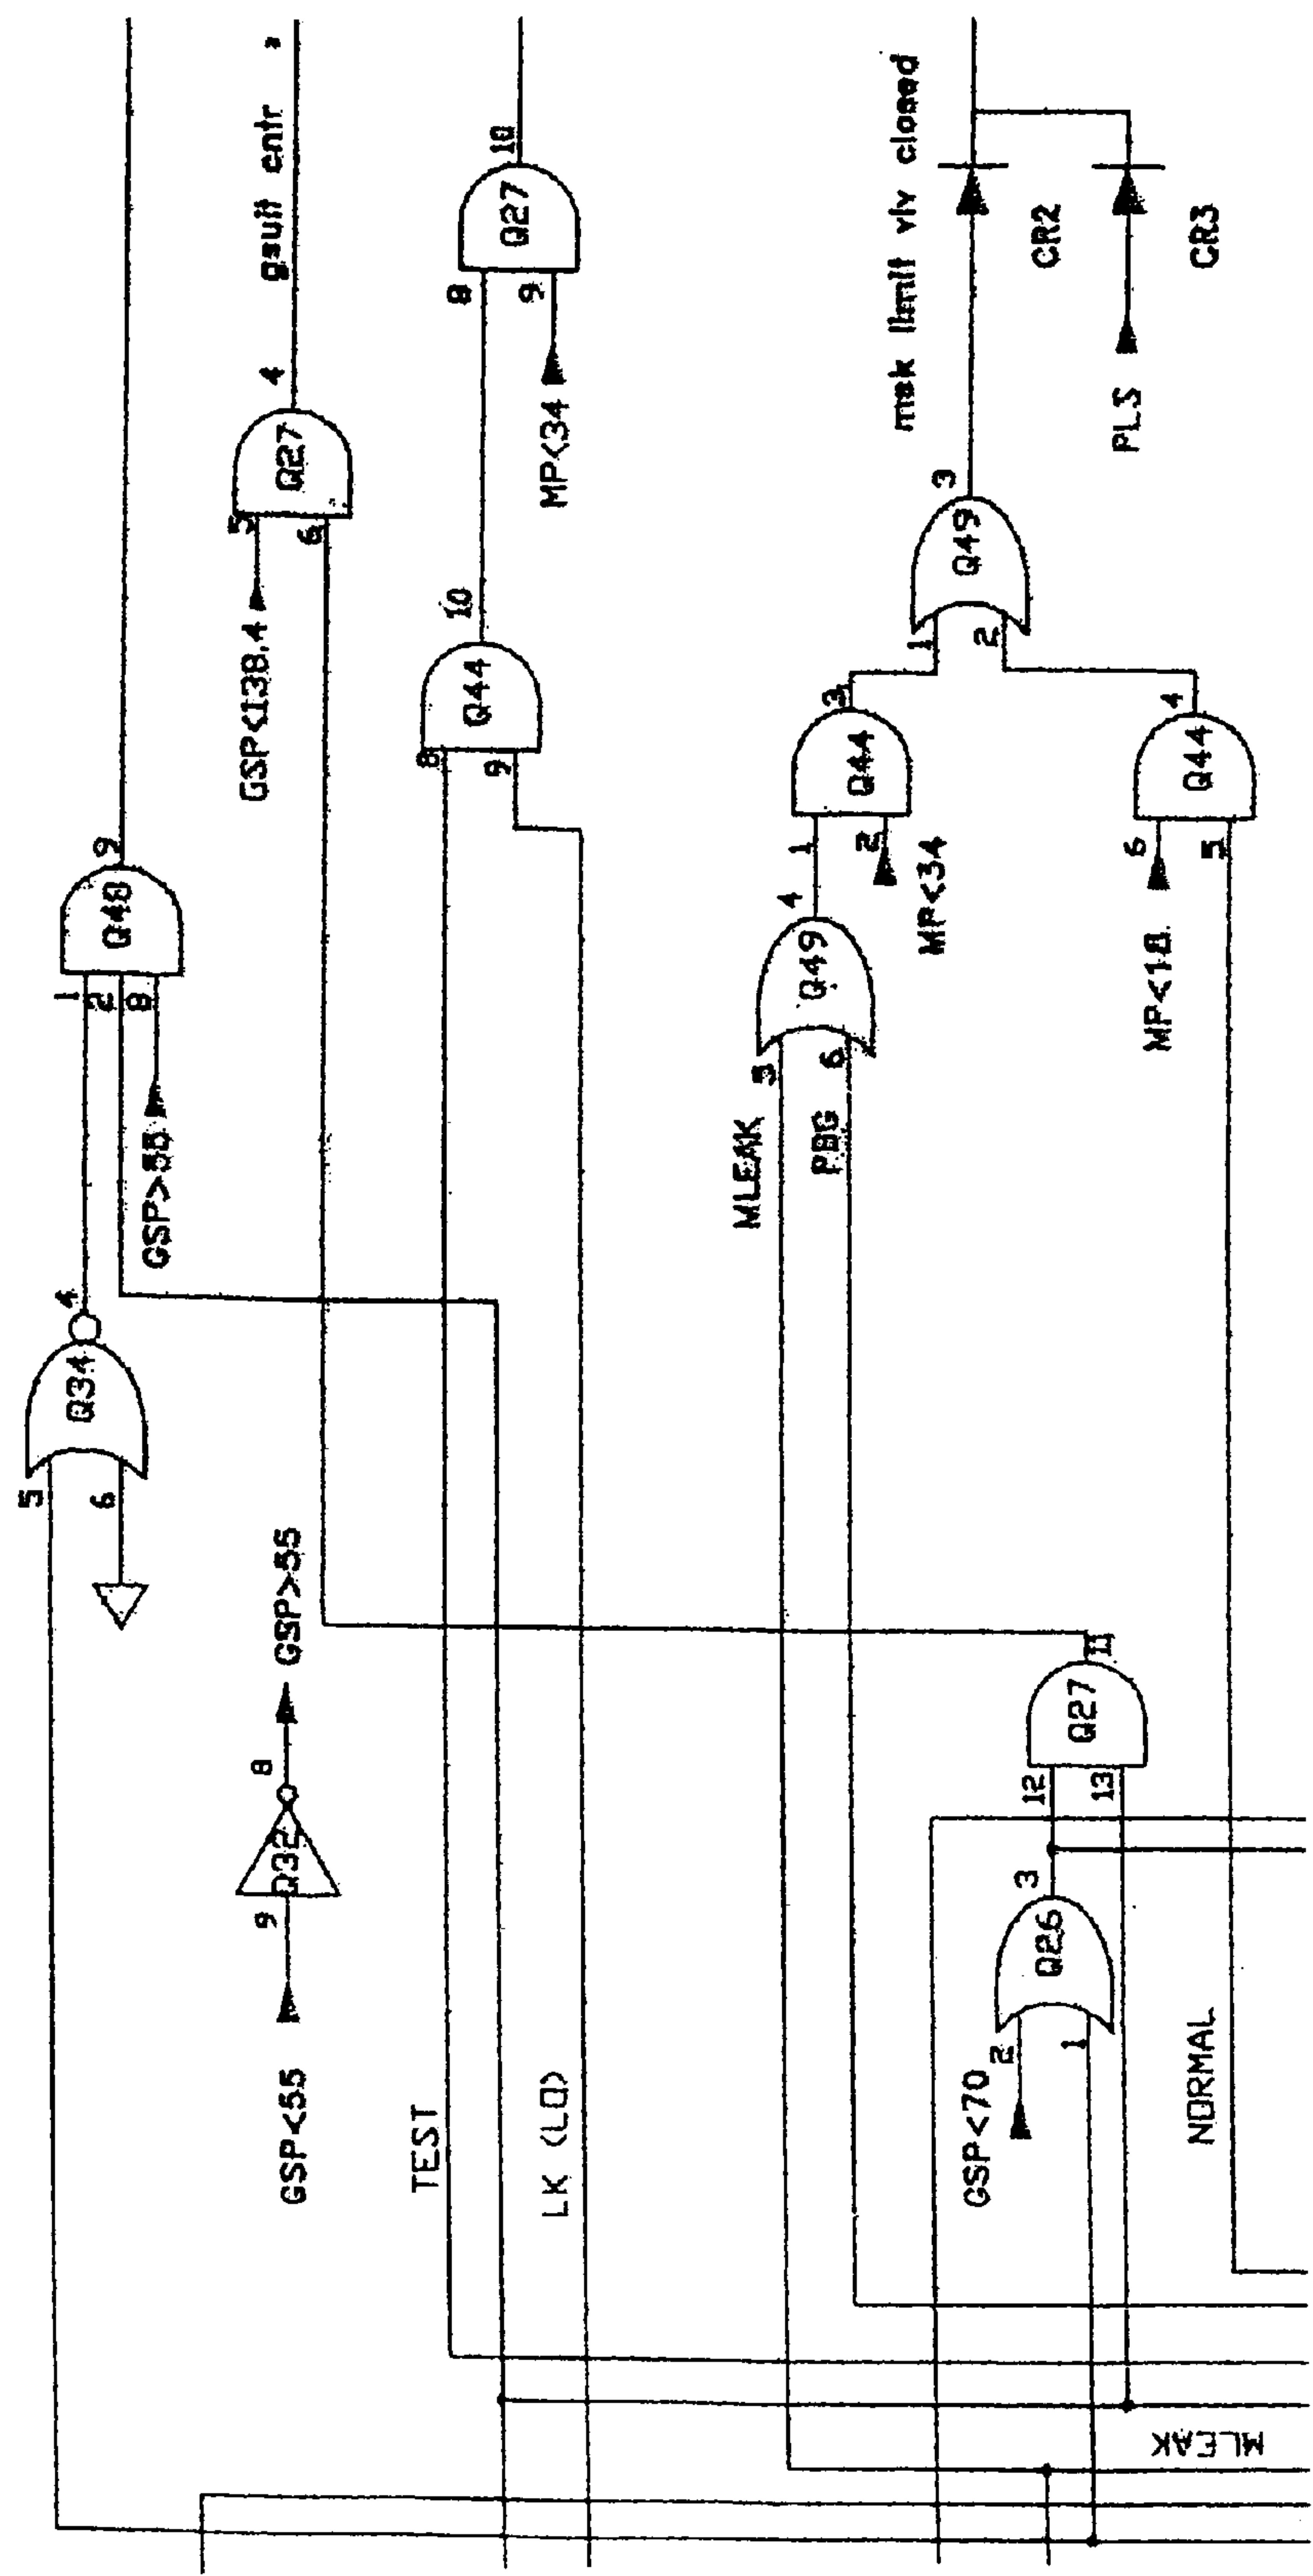 5
6
Q34
4
1
2
8
Q48
9
GSP>55
GSP<55
9
Q32
8
GSP>55
GSP<138.4
5
6
Q27
4
gsuit cntr
TEST
LK (LO)
8
9
Q44
10
8
9
Q27
10
MP<34
MLEAK
PBG
5
6
Q49
4
1
2
Q44
3
MP<34
1
2
Q49
3
msk limit vlv closed
CR2
PLS
CR3
GSP<70
2
1
Q26
3
12
13
Q27
11
NORMAL
MP<18
6
5
Q44
4
MLEAK